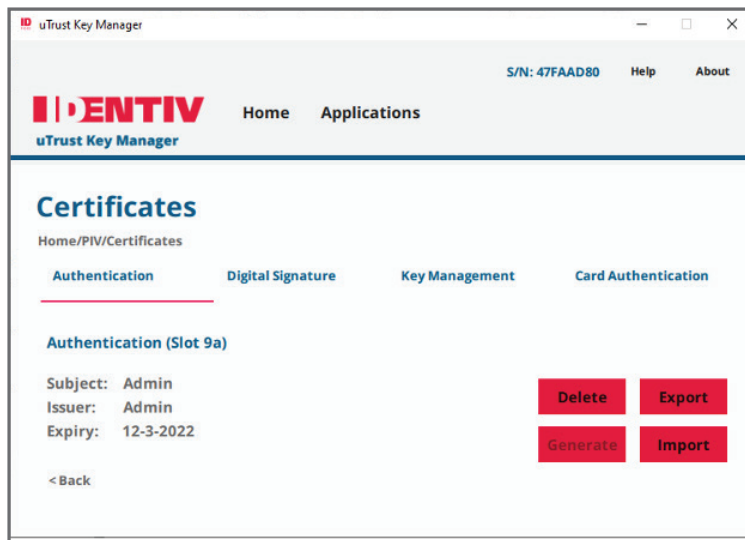 ID uTrust Key Manager
S/N: 47FAAD80 Help About
IDENTIV Home Applications
uTrust Key Manager
Certificates
Home/PIV/Certificates
Authentication Digital Signature Key Management Card Authentication
Authentication (Slot 9a)
Subject: Admin
Issuer: Admin
Expiry: 12-3-2022
Delete Export
Generate Import
< Back